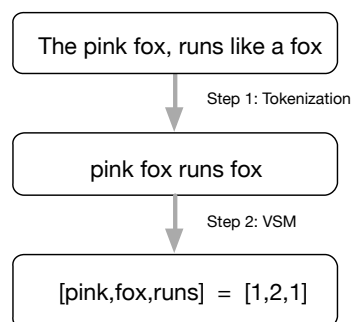 The pink fox, runs like a fox
Step 1: Tokenization
pink fox runs fox
Step 2: VSM
[pink,fox,runs] = [1,2,1]